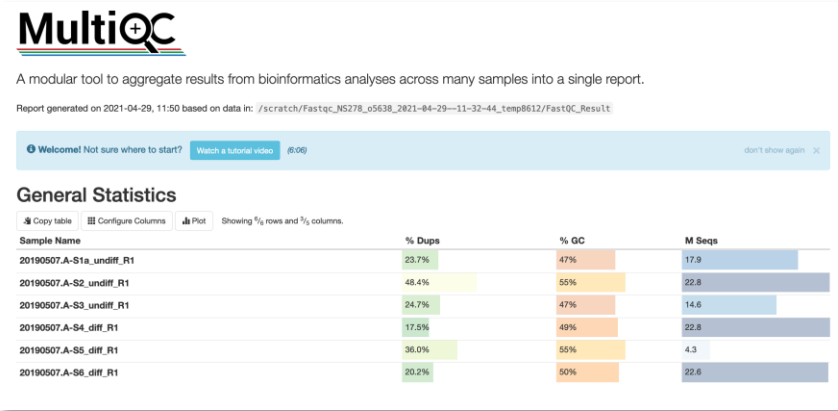 MultiQC
A modular tool to aggregate results from bioinformatics analyses across many samples into a single report.
Report generated on 2021-04-29, 11:50 based on data in: /scratch/Fastqc_NS278_o5638_2021-04-29--11-32-44_temp8612/FastQC_Result
Welcome! Not sure where to start? Watch a tutorial video (6:06) don't show again ×
General Statistics
Copy table Configure Columns Plot Showing 6/6 rows and 3/5 columns.
Sample Name % Dups % GC M Seqs
20190507.A-S1a_undiff_R1 23.7% 47% 17.9
20190507.A-S2_undiff_R1 48.4% 55% 22.8
20190507.A-S3_undiff_R1 24.7% 47% 14.6
20190507.A-S4_diff_R1 17.5% 49% 22.8
20190507.A-S5_diff_R1 36.0% 55% 4.3
20190507.A-S6_diff_R1 20.2% 50% 22.6